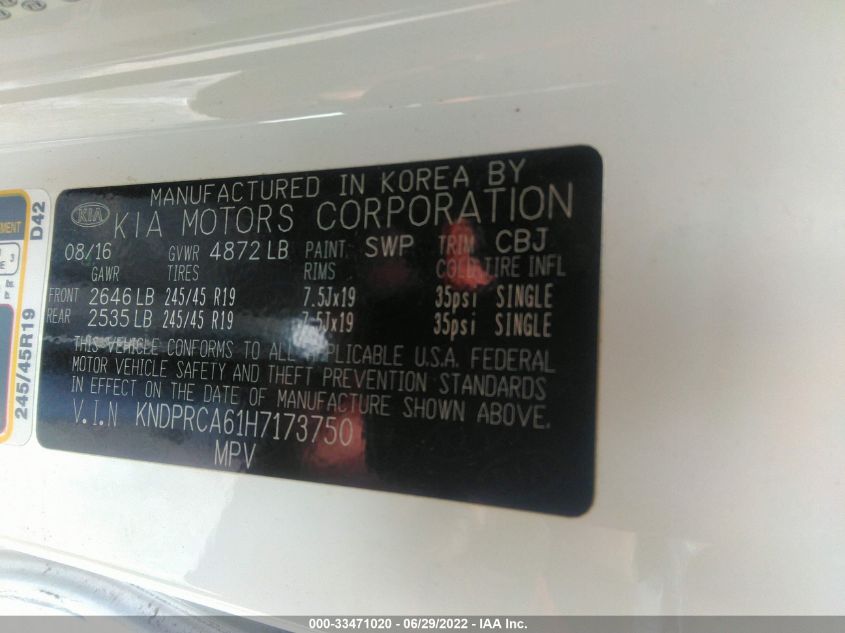 MANUFACTURED IN KOREA BY
KIA KIA MOTORS CORPORATION
08/16 GVWR 4872 LB PAINT SWP TRIM CBJ
GAWR TIRES RIMS COLD TIRE INFL
FRONT 2646 LB 245/45 R19 7.5Jx19 35psi SINGLE
REAR 2535 LB 245/45 R19 7.5Jx19 35psi SINGLE
THIS VEHICLE CONFORMS TO ALL APPLICABLE U.S.A. FEDERAL
MOTOR VEHICLE SAFETY AND THEFT PREVENTION STANDARDS
IN EFFECT ON THE DATE OF MANUFACTURE SHOWN ABOVE.
V.I.N KNDPRCA61H7173750
MPV
245/45R19 D42
000-33471020 - 06/29/2022 - IAA Inc.